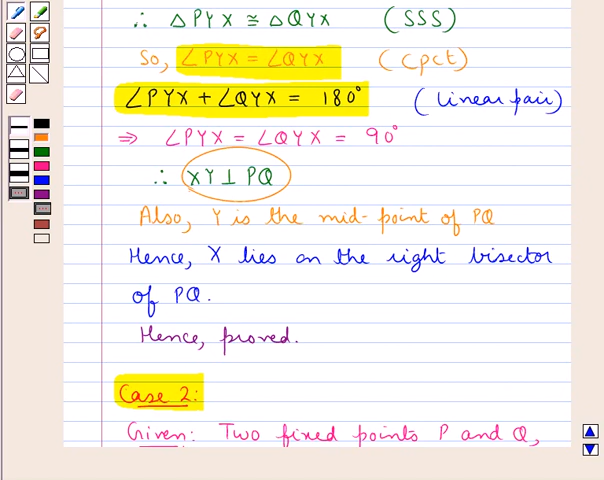 ∴ △PYX ≅ △QYX (SSS)
So, ∠PYX = ∠QYX (cpct)
∠PYX + ∠QYX = 180° (linear pair)
⇒ ∠PYX = ∠QYX = 90°
∴ XY ⊥ PQ
Also, Y is the mid-point of PQ
Hence, X lies on the right bisector
of PQ.
Hence, proved.
Case 2:
Given: Two fixed points P and Q,